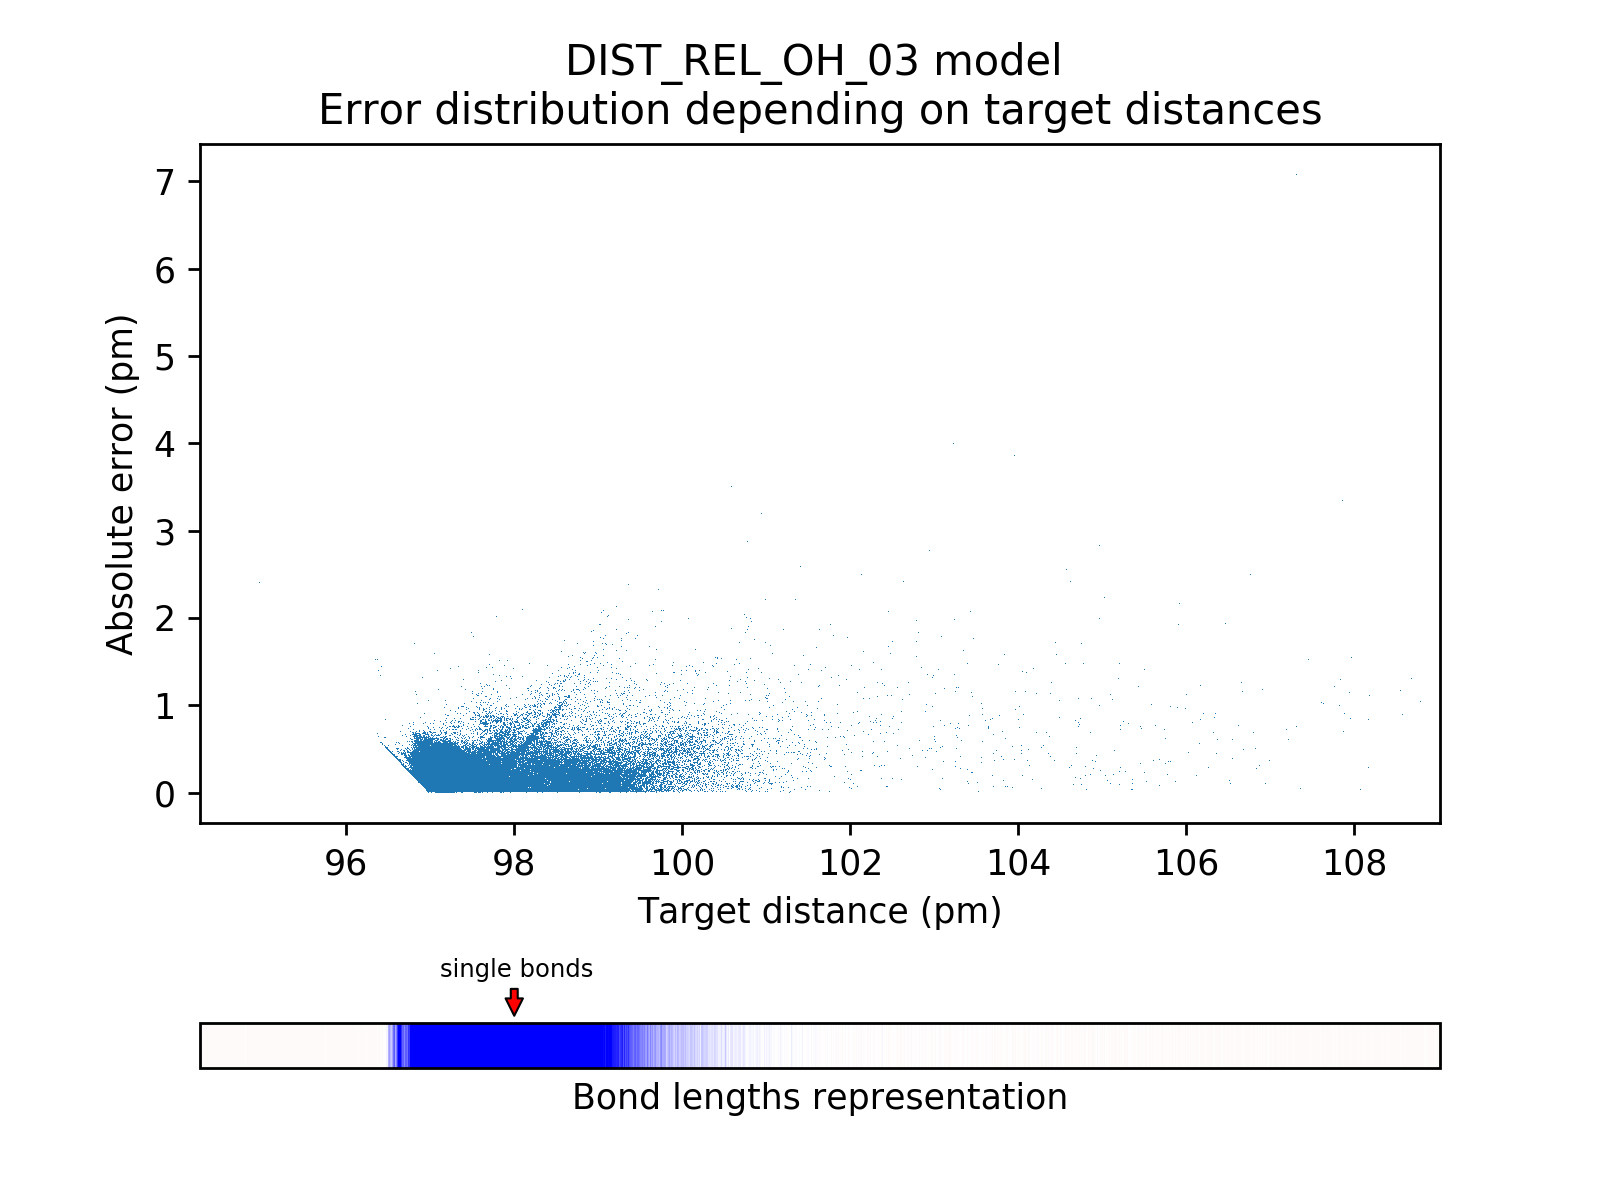 DIST_REL_OH_03 model
Error distribution depending on target distances
7
6
5
4
3
2
1
0
Absolute error (pm)
96 98 100 102 104 106 108
Target distance (pm)
single bonds
Bond lengths representation